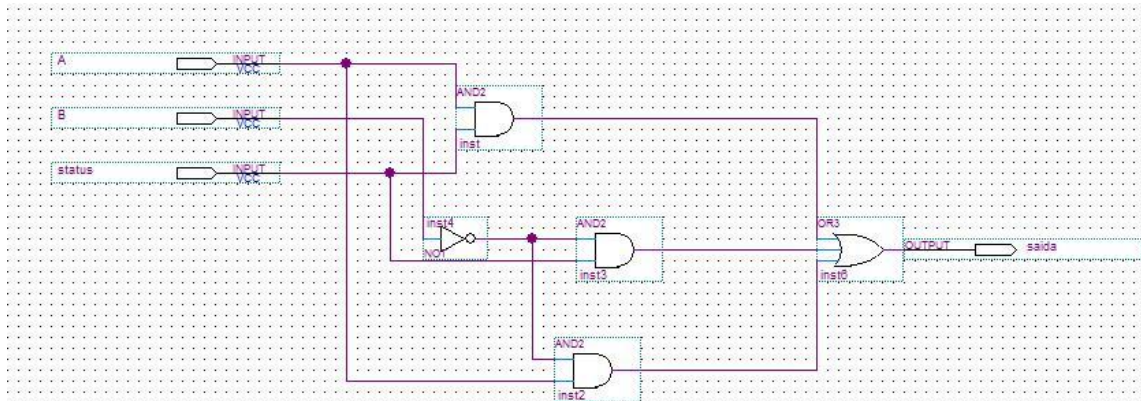 A
INPUT
VCC
AND2
B
INPUT
VCC
inst
status
INPUT
VCC
inst4
AND2
OR3
OUTPUT
saida
NOT
inst3
inst6
AND2
inst2